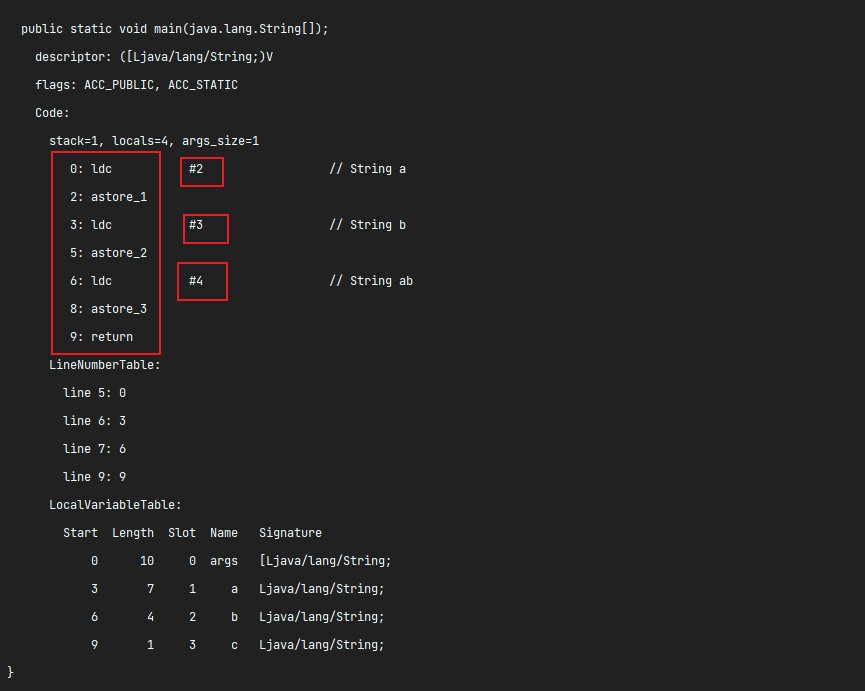 public static void main(java.lang.String[]);
descriptor: ([Ljava/lang/String;)V
flags: ACC_PUBLIC, ACC_STATIC
Code:
stack=1, locals=4, args_size=1
0: ldc #2 // String a
2: astore_1
3: ldc #3 // String b
5: astore_2
6: ldc #4 // String ab
8: astore_3
9: return
LineNumberTable:
line 5: 0
line 6: 3
line 7: 6
line 9: 9
LocalVariableTable:
Start Length Slot Name Signature
0 10 0 args [Ljava/lang/String;
3 7 1 a Ljava/lang/String;
6 4 2 b Ljava/lang/String;
9 1 3 c Ljava/lang/String;
}